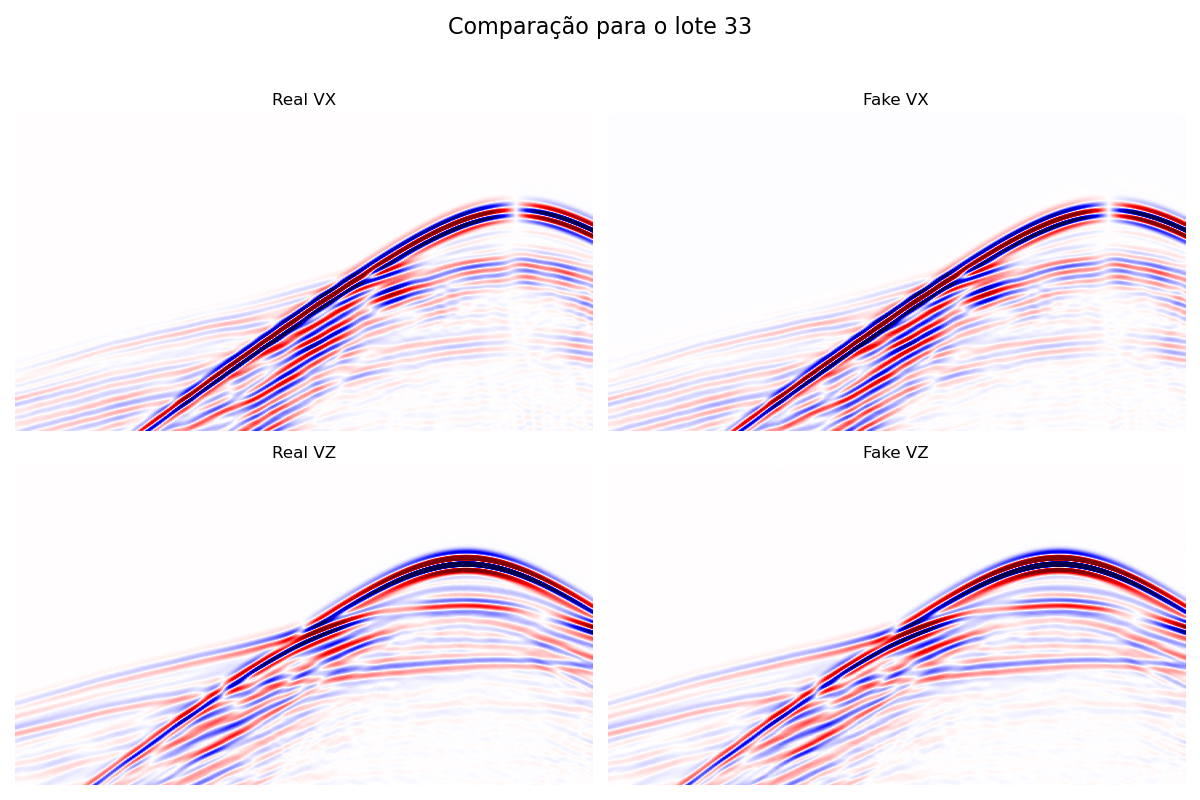 Comparação para o lote 33
Real VX
Fake VX
Real VZ
Fake VZ